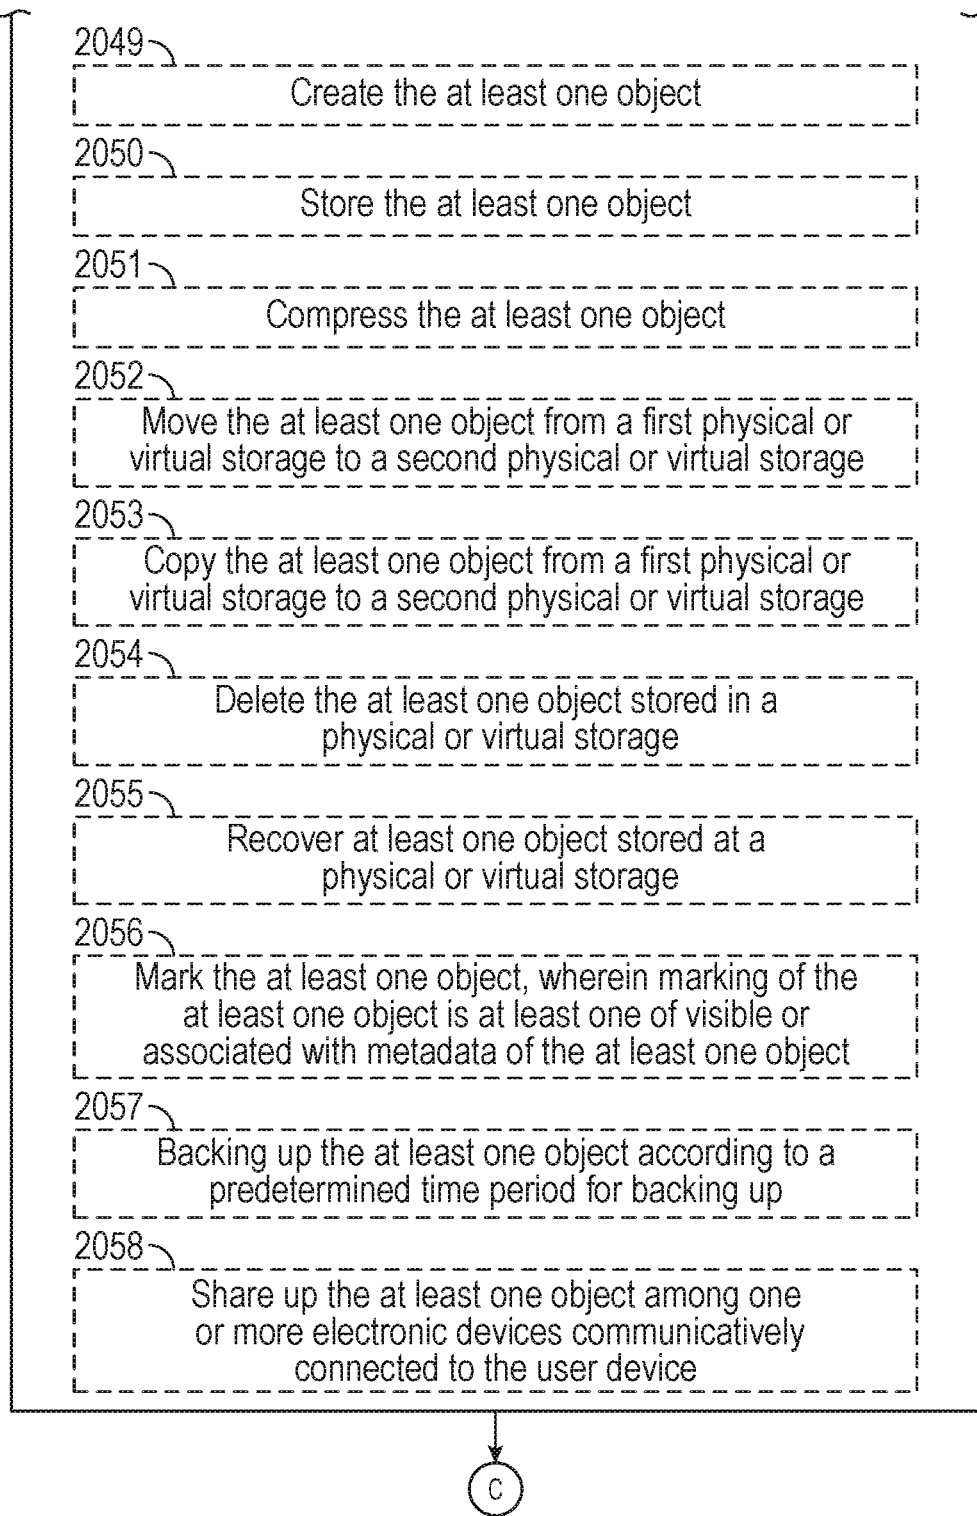 2049
Create the at least one object
2050
Store the at least one object
2051
Compress the at least one object
2052
Move the at least one object from a first physical or
virtual storage to a second physical or virtual storage
2053
Copy the at least one object from a first physical or
virtual storage to a second physical or virtual storage
2054
Delete the at least one object stored in a
physical or virtual storage
2055
Recover at least one object stored at a
physical or virtual storage
2056
Mark the at least one object, wherein marking of the
at least one object is at least one of visible or
associated with metadata of the at least one object
2057
Backing up the at least one object according to a
predetermined time period for backing up
2058
Share up the at least one object among one
or more electronic devices communicatively
connected to the user device
C